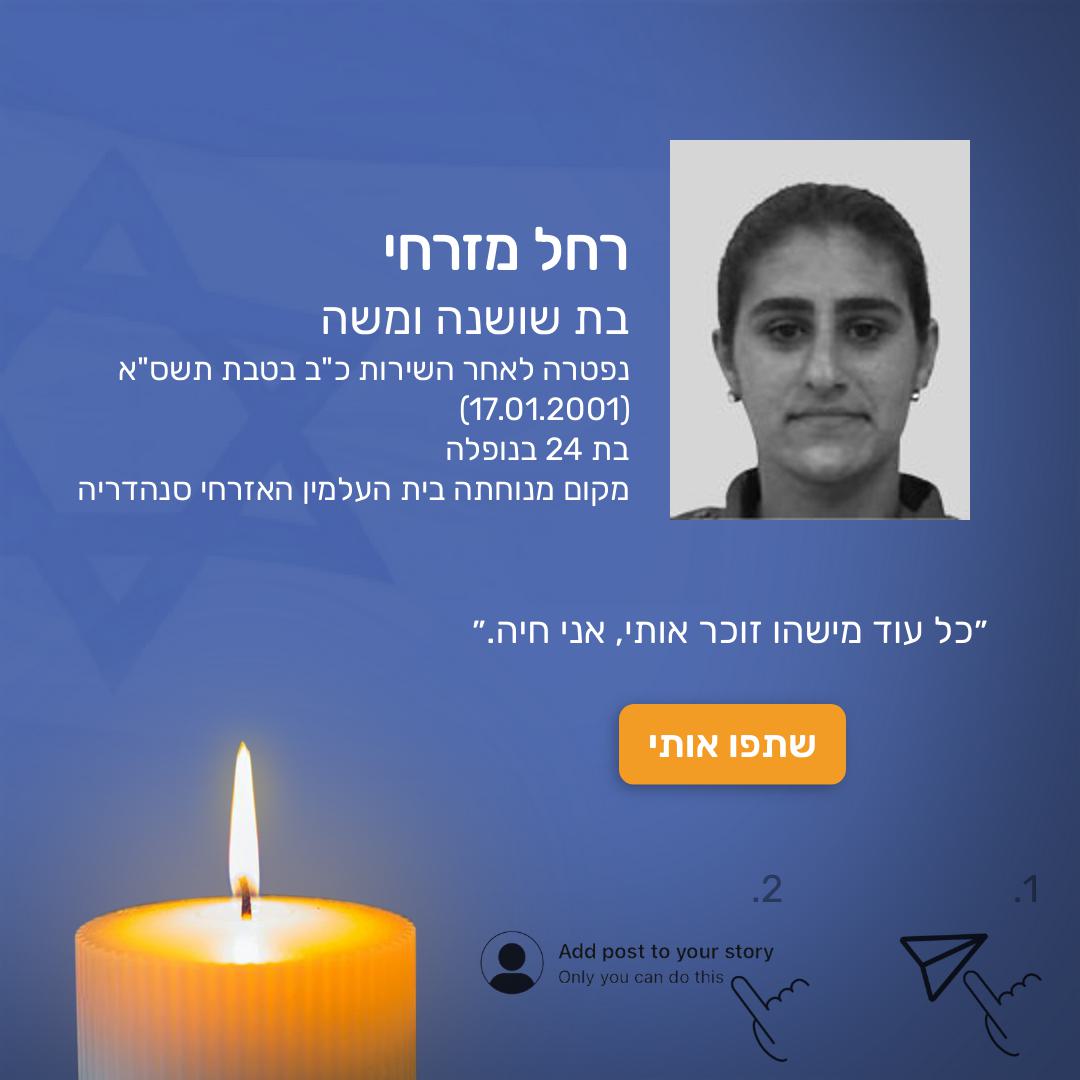 רחל מזרחי
בת שושנה ומשה
נפטרה לאחר השירות כ"ב בטבת תשס"א
(17.01.2001)
בת 24 בנופלה
מקום מנוחתה בית העלמין האזרחי סנהדריה
״כל עוד מישהו זוכר אותי, אני חיה.״
שתפו אותי
.1
.2
Add post to your story
Only you can do this